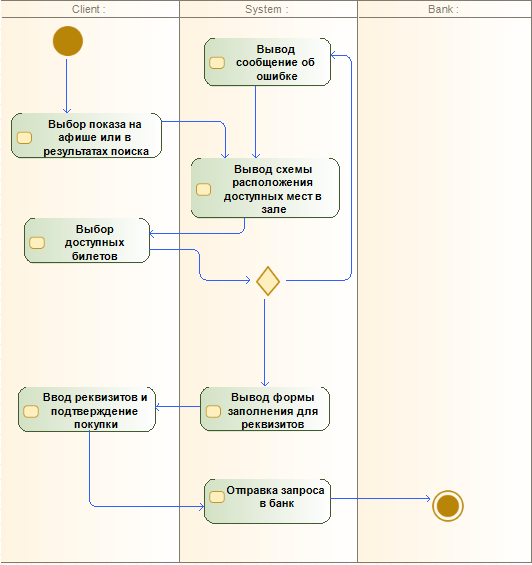 Client :
System :
Bank :
Вывод
сообщение об
ошибке
Выбор показа на
афише или в
результатах поиска
Вывод схемы
расположения
доступных мест в
зале
Выбор
доступных
билетов
Ввод реквизитов и
подтверждение
покупки
Вывод формы
заполнения для
реквизитов
Отправка запроса
в банк